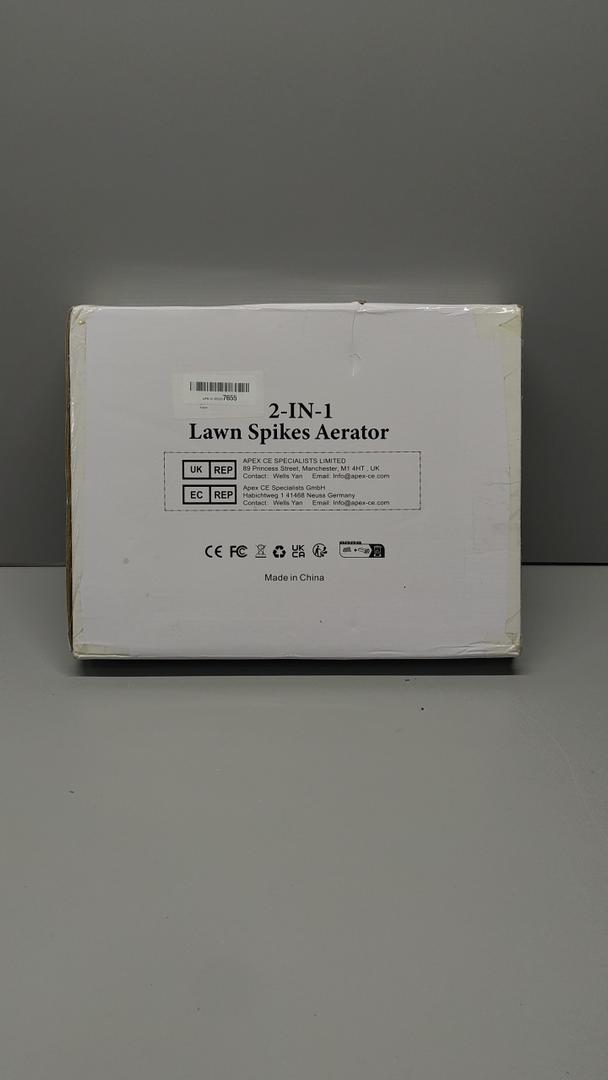 7655
2-IN-1
Lawn Spikes Aerator
UK REP
APEX CE SPECIALISTS LIMITED
89 Princess Street, Manchester, M1 4HT , UK
Contact: Wells Yan Email: Info@apex-ce.com
EC REP
Apex CE Specialists GmbH
Habichtweg 1 41468 Neuss Germany
Contact: Wells Yan Email: Info@apex-ce.com
CE FC UK CA
Made in China